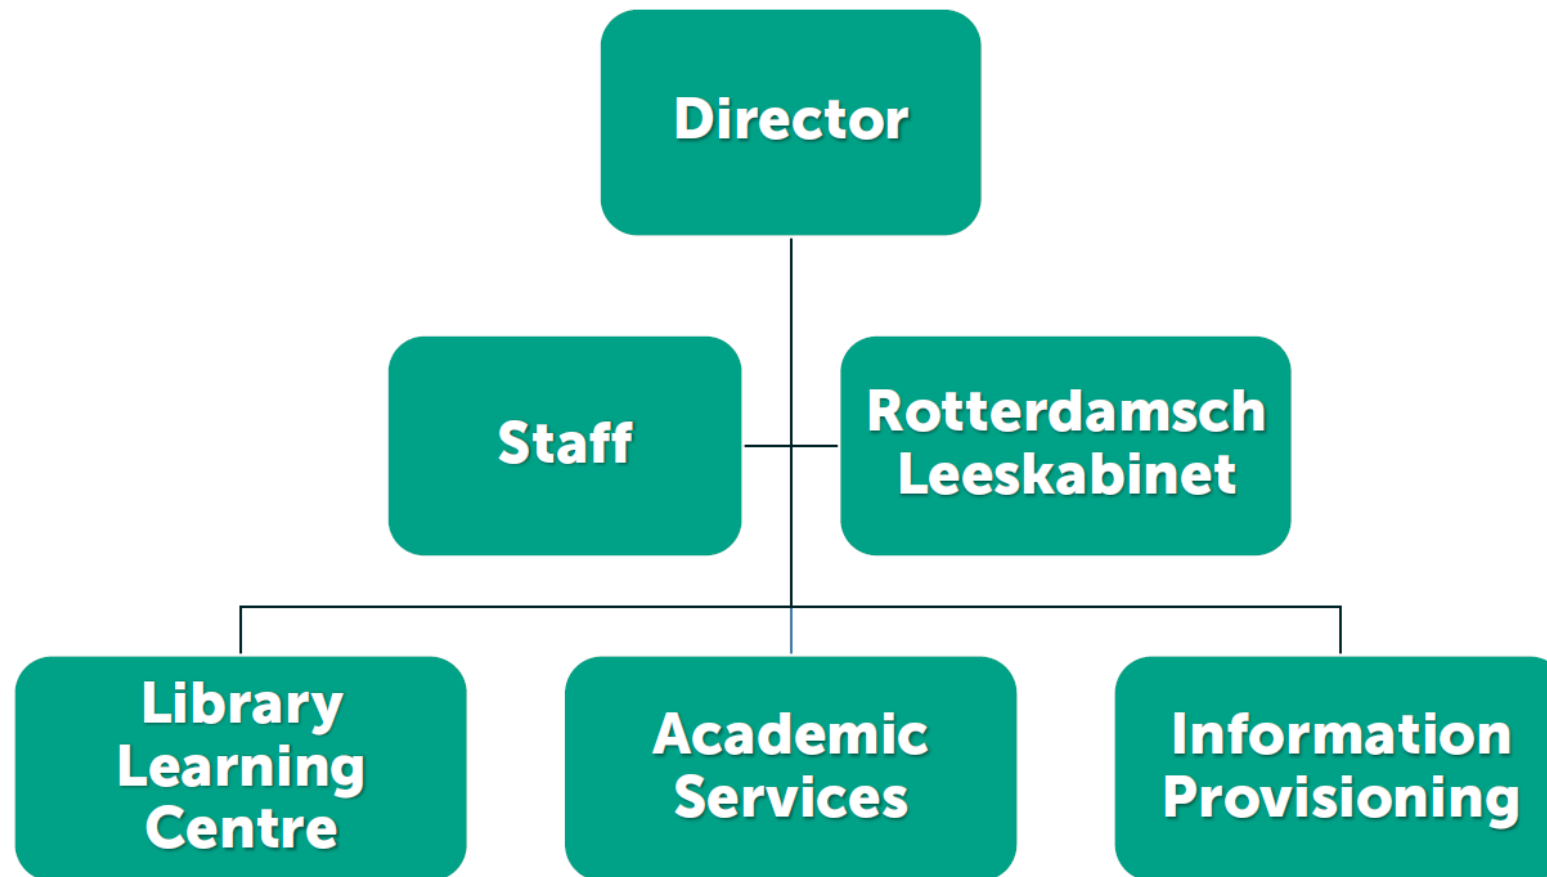 Director
Staff
Rotterdamsch
Leeskabinet
Library
Learning
Centre
Academic
Services
Information
Provisioning